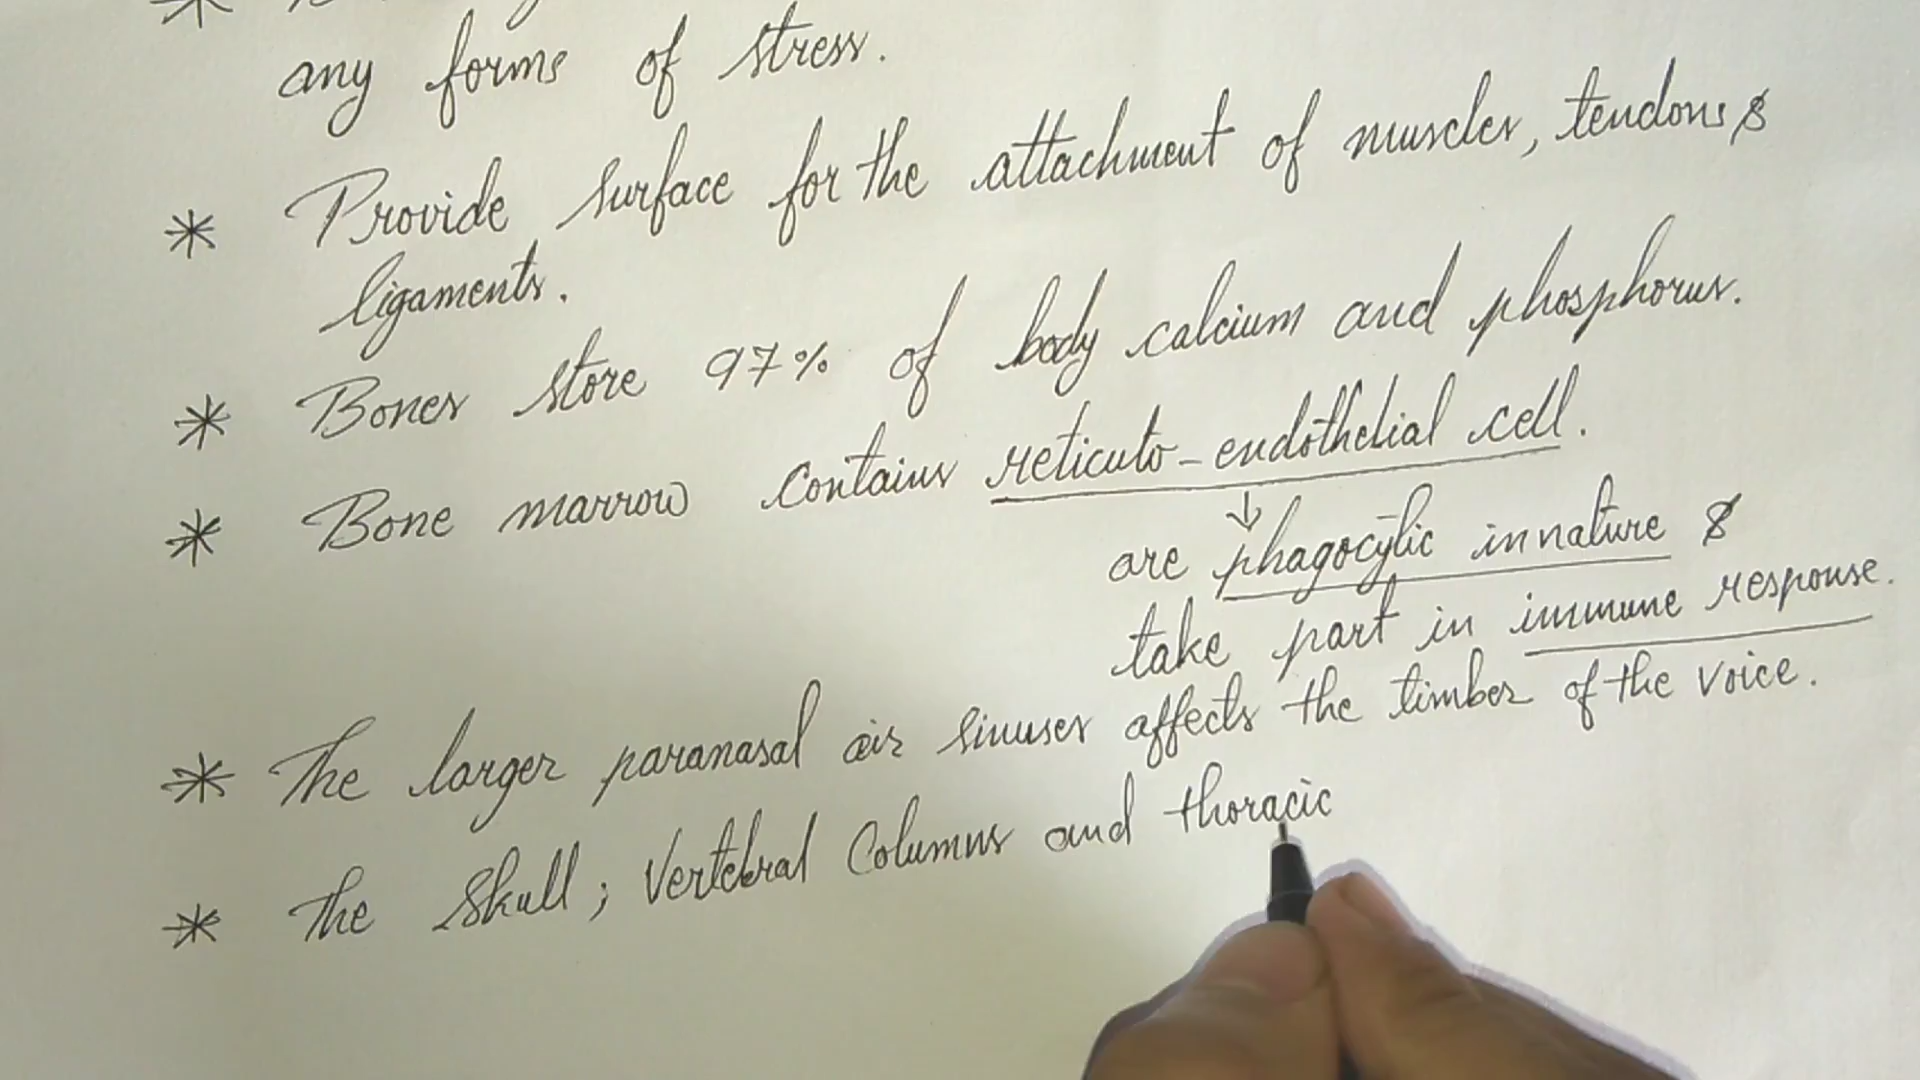 any forms of stress.
* Provide surface for the attachment of muscles, tendons &
ligaments.
* Bones store 97% of body calcium and phosphorus.
* Bone marrow contains reticuto-endothelial cell.
↓
are phagocytic in nature &
take part in immune response.
* The larger paranasal air sinuses affects the timber of the voice.
* The Skull; Vertebral Columns and thoracic